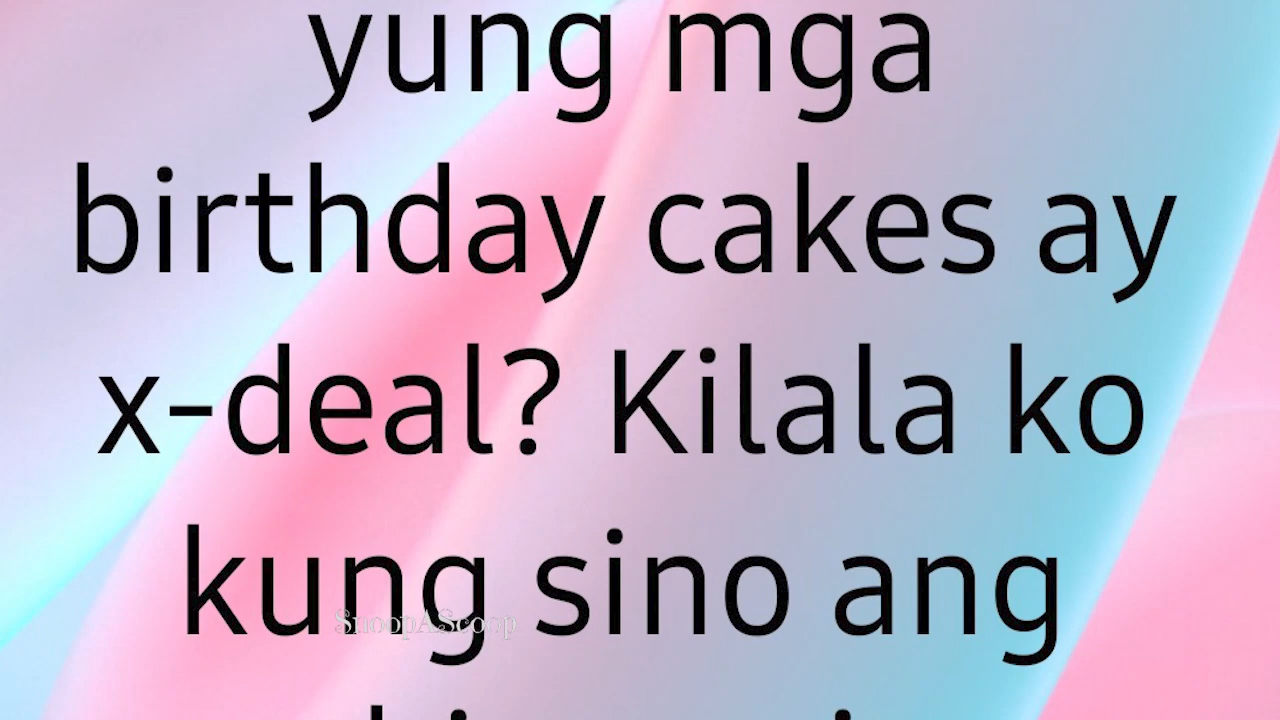 yung mga
birthday cakes ay
x-deal? Kilala ko
kung sino ang
SnoopAScoop